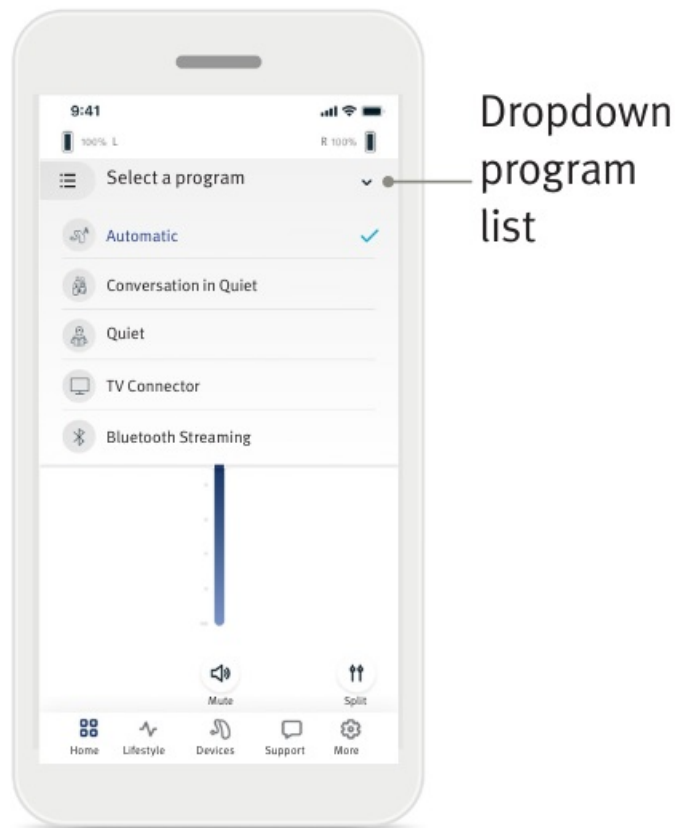 9:41
100% L
R 100%
Select a program
Dropdown
program
list
Automatic
Conversation in Quiet
Quiet
TV Connector
Bluetooth Streaming
Mute
Split
Home
Lifestyle
Devices
Support
More